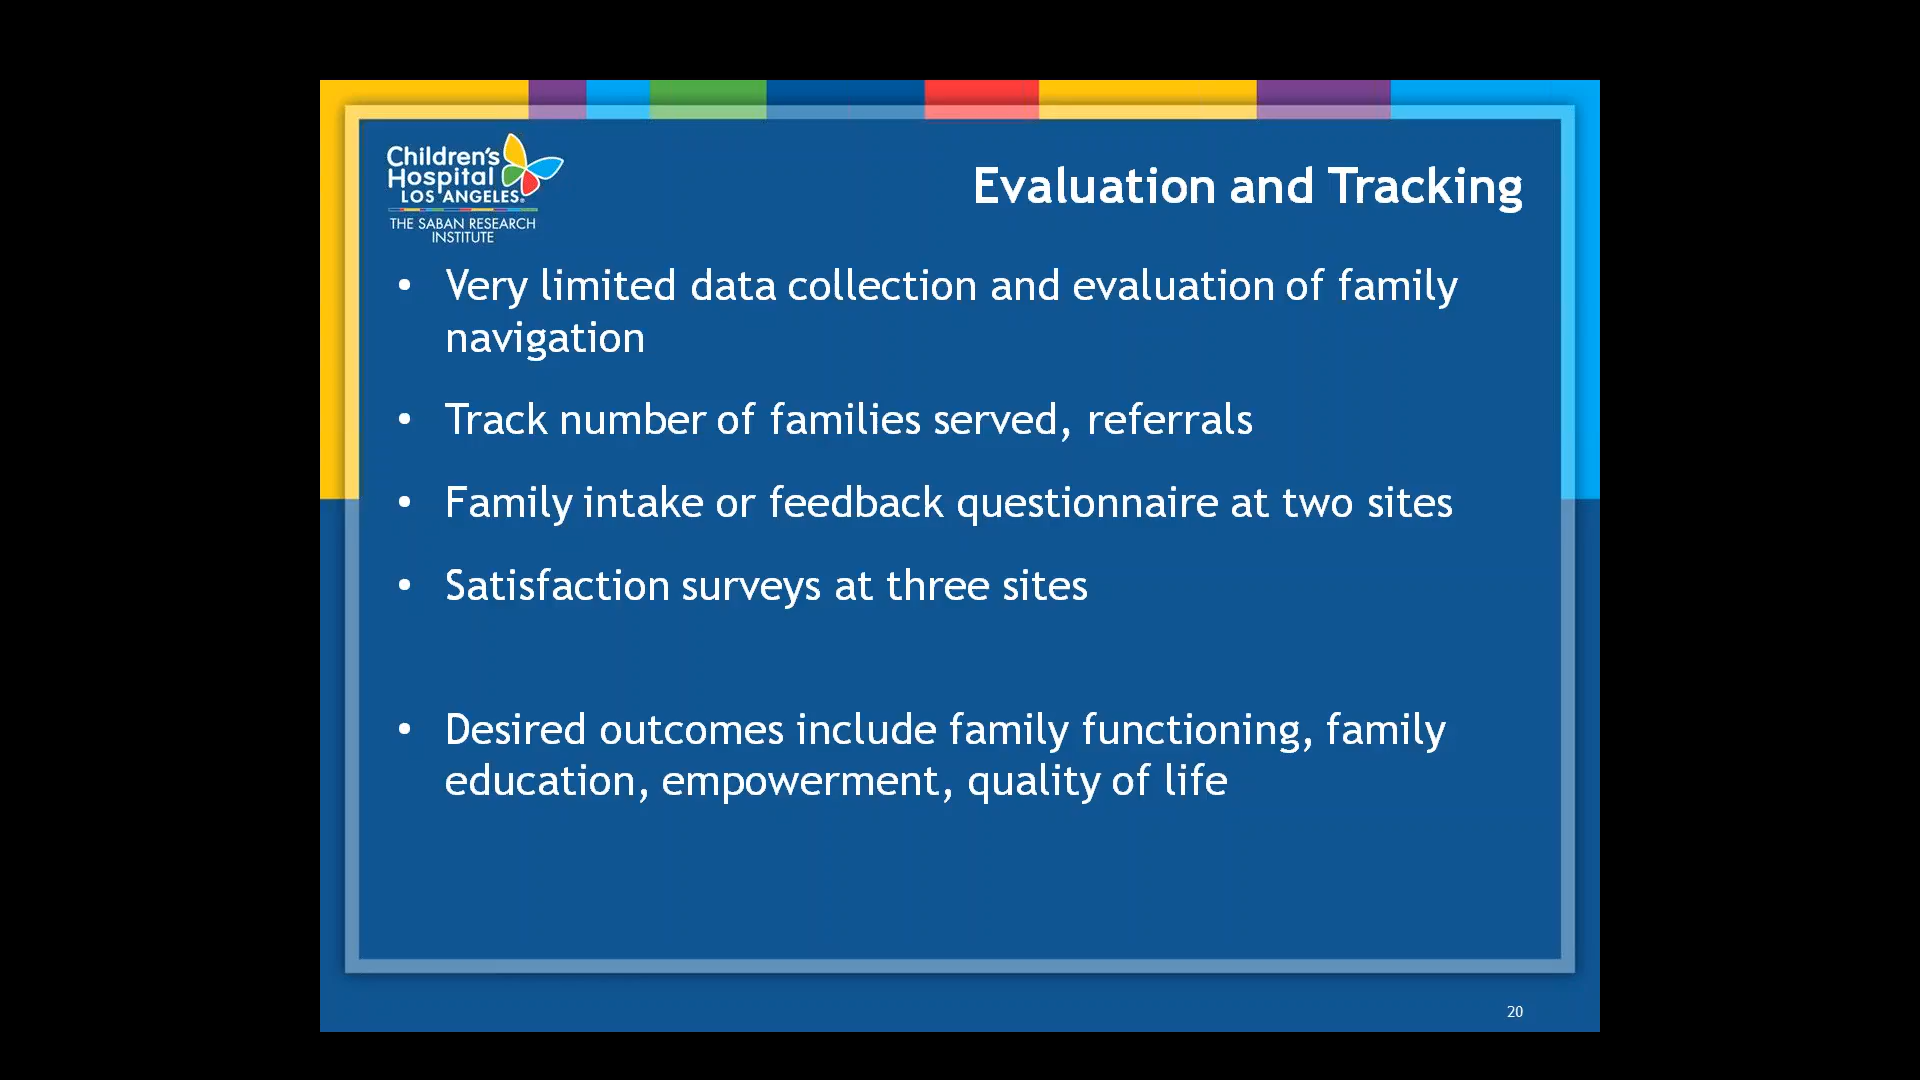 Children's
Hospital
LOS ANGELES®
THE SABAN RESEARCH
INSTITUTE
Evaluation and Tracking
• Very limited data collection and evaluation of family
navigation
• Track number of families served, referrals
• Family intake or feedback questionnaire at two sites
• Satisfaction surveys at three sites
• Desired outcomes include family functioning, family
education, empowerment, quality of life
20